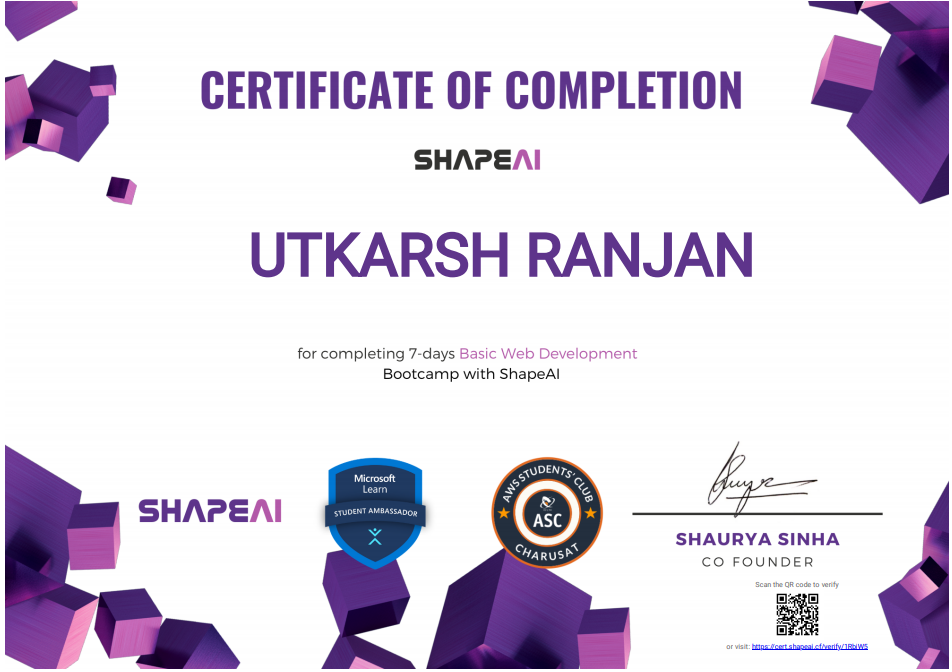 CERTIFICATE OF COMPLETION
SHAPEAI
UTKARSH RANJAN
for completing 7-days Basic Web Development
Bootcamp with ShapeAI
SHAPEAI
Microsoft
Learn
STUDENT AMBASSADOR
AWS STUDENTS' CLUB
ASC
CHARUSAT
SHAURYA SINHA
CO FOUNDER
Scan the QR code to verify
or visit: https://cert.shapeai.cf/verify/1RbiW5